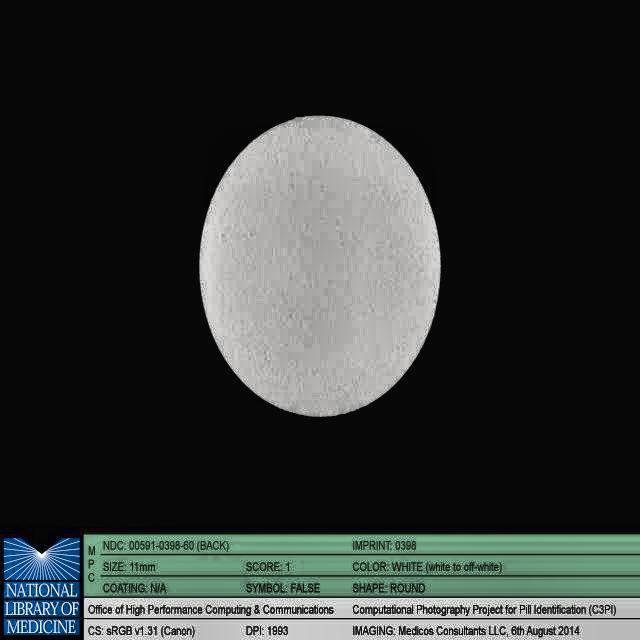 NDC: 00591-0398-60 (BACK) IMPRINT: 0398
SIZE: 11mm SCORE: 1 COLOR: WHITE (white to off-white)
COATING: N/A SYMBOL: FALSE SHAPE: ROUND
MPC
NATIONAL
LIBRARY OF
MEDICINE
Office of High Performance Computing & Communications Computational Photography Project for Pill Identification (C3PI)
CS: sRGB v1.31 (Canon) DPI: 1993 IMAGING: Medicos Consultants LLC, 6th August 2014